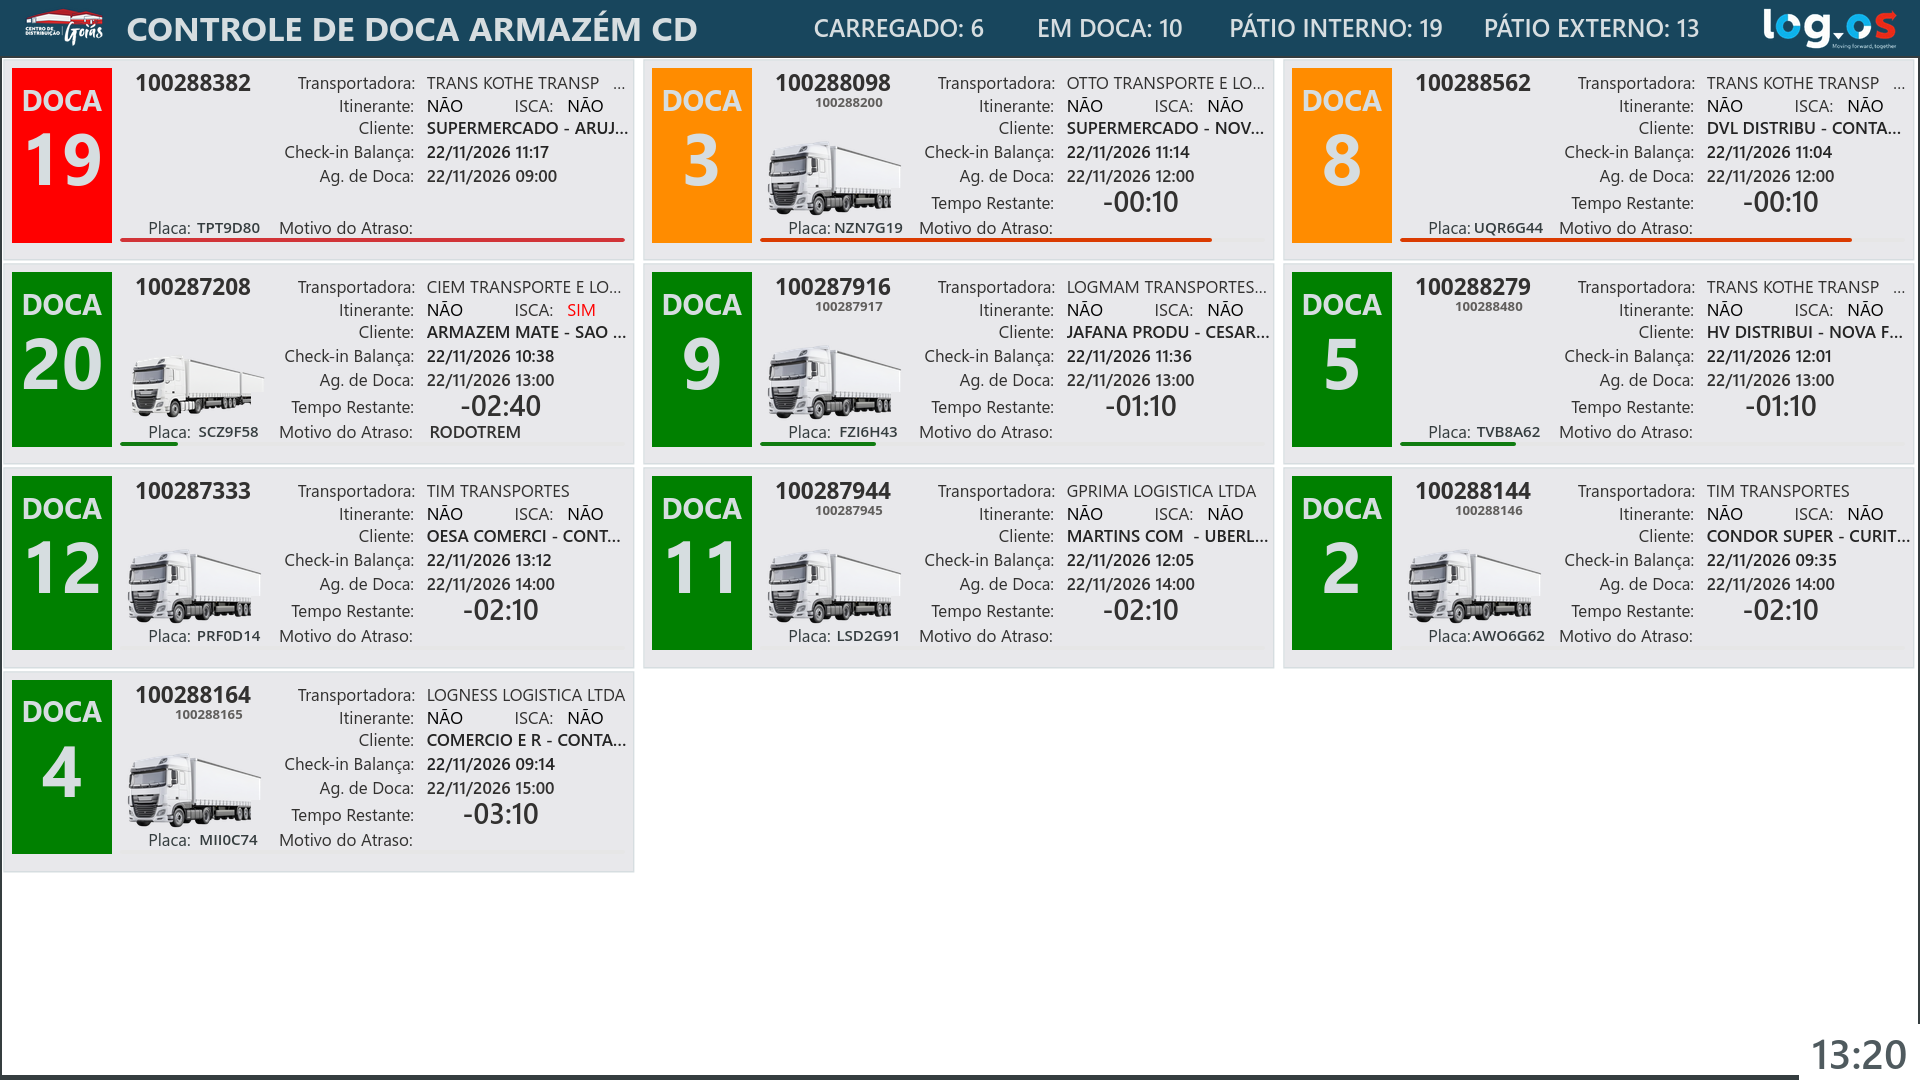 CENTRO DE
DISTRIBUIÇÃO
Goiás
CONTROLE DE DOCA ARMAZÉM CD
CARREGADO: 6
EM DOCA: 10
PÁTIO INTERNO: 19
PÁTIO EXTERNO: 13
log.os
Moving forward, together
DOCA
19
100288382
Transportadora: TRANS KOTHE TRANSP ...
Itinerante: NÃO ISCA: NÃO
Cliente: SUPERMERCADO - ARUJ...
Check-in Balança: 22/11/2026 11:17
Ag. de Doca: 22/11/2026 09:00
Placa: TPT9D80 Motivo do Atraso:
DOCA
3
100288098
100288200
Transportadora: OTTO TRANSPORTE E LO...
Itinerante: NÃO ISCA: NÃO
Cliente: SUPERMERCADO - NOV...
Check-in Balança: 22/11/2026 11:14
Ag. de Doca: 22/11/2026 12:00
Tempo Restante: -00:10
Placa: NZN7G19 Motivo do Atraso:
DOCA
8
100288562
Transportadora: TRANS KOTHE TRANSP ...
Itinerante: NÃO ISCA: NÃO
Cliente: DVL DISTRIBU - CONTA...
Check-in Balança: 22/11/2026 11:04
Ag. de Doca: 22/11/2026 12:00
Tempo Restante: -00:10
Placa: UQR6G44 Motivo do Atraso:
DOCA
20
100287208
Transportadora: CIEM TRANSPORTE E LO...
Itinerante: NÃO ISCA: SIM
Cliente: ARMAZEM MATE - SAO ...
Check-in Balança: 22/11/2026 10:38
Ag. de Doca: 22/11/2026 13:00
Tempo Restante: -02:40
Placa: SCZ9F58 Motivo do Atraso: RODOTREM
DOCA
9
100287916
100287917
Transportadora: LOGMAM TRANSPORTES...
Itinerante: NÃO ISCA: NÃO
Cliente: JAFANA PRODU - CESAR...
Check-in Balança: 22/11/2026 11:36
Ag. de Doca: 22/11/2026 13:00
Tempo Restante: -01:10
Placa: FZI6H43 Motivo do Atraso:
DOCA
5
100288279
100288480
Transportadora: TRANS KOTHE TRANSP ...
Itinerante: NÃO ISCA: NÃO
Cliente: HV DISTRIBUI - NOVA F...
Check-in Balança: 22/11/2026 12:01
Ag. de Doca: 22/11/2026 13:00
Tempo Restante: -01:10
Placa: TVB8A62 Motivo do Atraso:
DOCA
12
100287333
Transportadora: TIM TRANSPORTES
Itinerante: NÃO ISCA: NÃO
Cliente: OESA COMERCI - CONT...
Check-in Balança: 22/11/2026 13:12
Ag. de Doca: 22/11/2026 14:00
Tempo Restante: -02:10
Placa: PRF0D14 Motivo do Atraso:
DOCA
11
100287944
100287945
Transportadora: GPRIMA LOGISTICA LTDA
Itinerante: NÃO ISCA: NÃO
Cliente: MARTINS COM - UBERL...
Check-in Balança: 22/11/2026 12:05
Ag. de Doca: 22/11/2026 14:00
Tempo Restante: -02:10
Placa: LSD2G91 Motivo do Atraso:
DOCA
2
100288144
100288146
Transportadora: TIM TRANSPORTES
Itinerante: NÃO ISCA: NÃO
Cliente: CONDOR SUPER - CURIT...
Check-in Balança: 22/11/2026 09:35
Ag. de Doca: 22/11/2026 14:00
Tempo Restante: -02:10
Placa: AWO6G62 Motivo do Atraso:
DOCA
4
100288164
100288165
Transportadora: LOGNESS LOGISTICA LTDA
Itinerante: NÃO ISCA: NÃO
Cliente: COMERCIO E R - CONTA...
Check-in Balança: 22/11/2026 09:14
Ag. de Doca: 22/11/2026 15:00
Tempo Restante: -03:10
Placa: MII0C74 Motivo do Atraso:
13:20